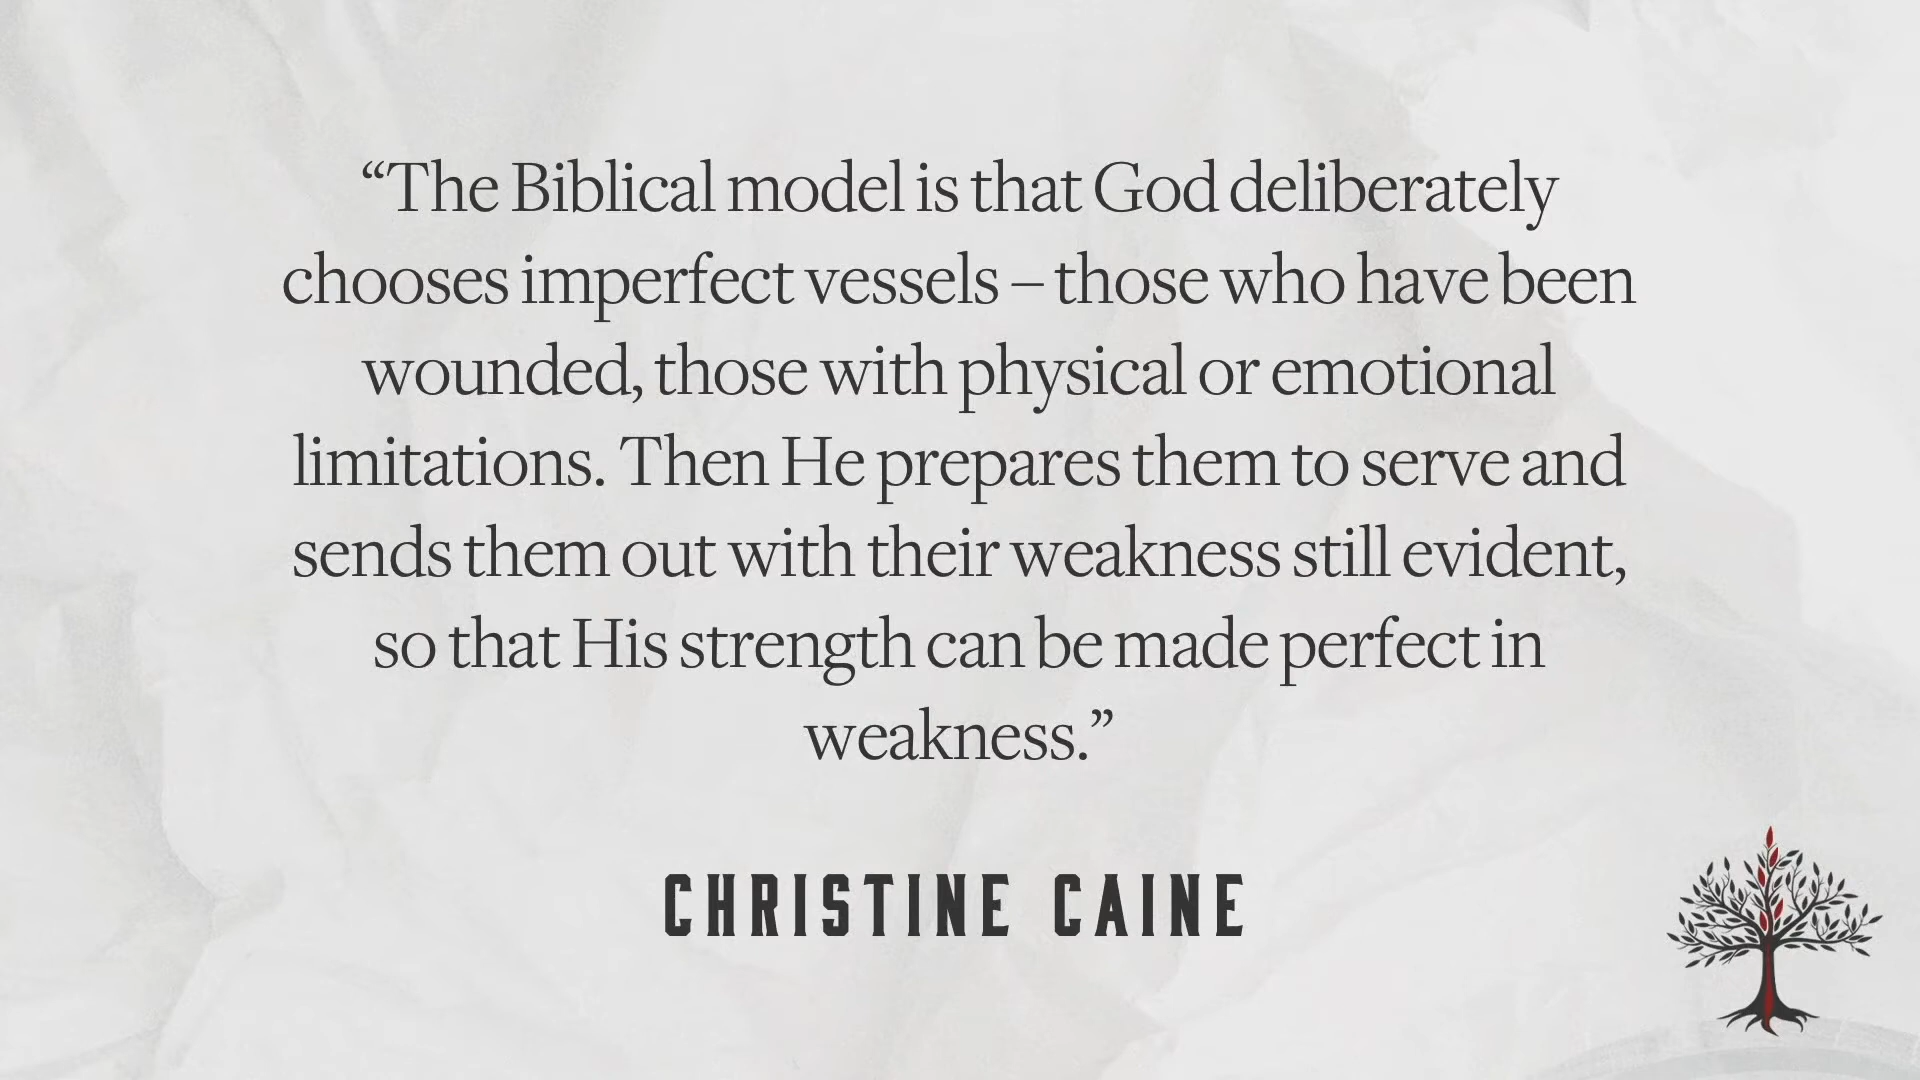 “The Biblical model is that God deliberately
chooses imperfect vessels – those who have been
wounded, those with physical or emotional
limitations. Then He prepares them to serve and
sends them out with their weakness still evident,
so that His strength can be made perfect in
weakness.”
CHRISTINE CAINE